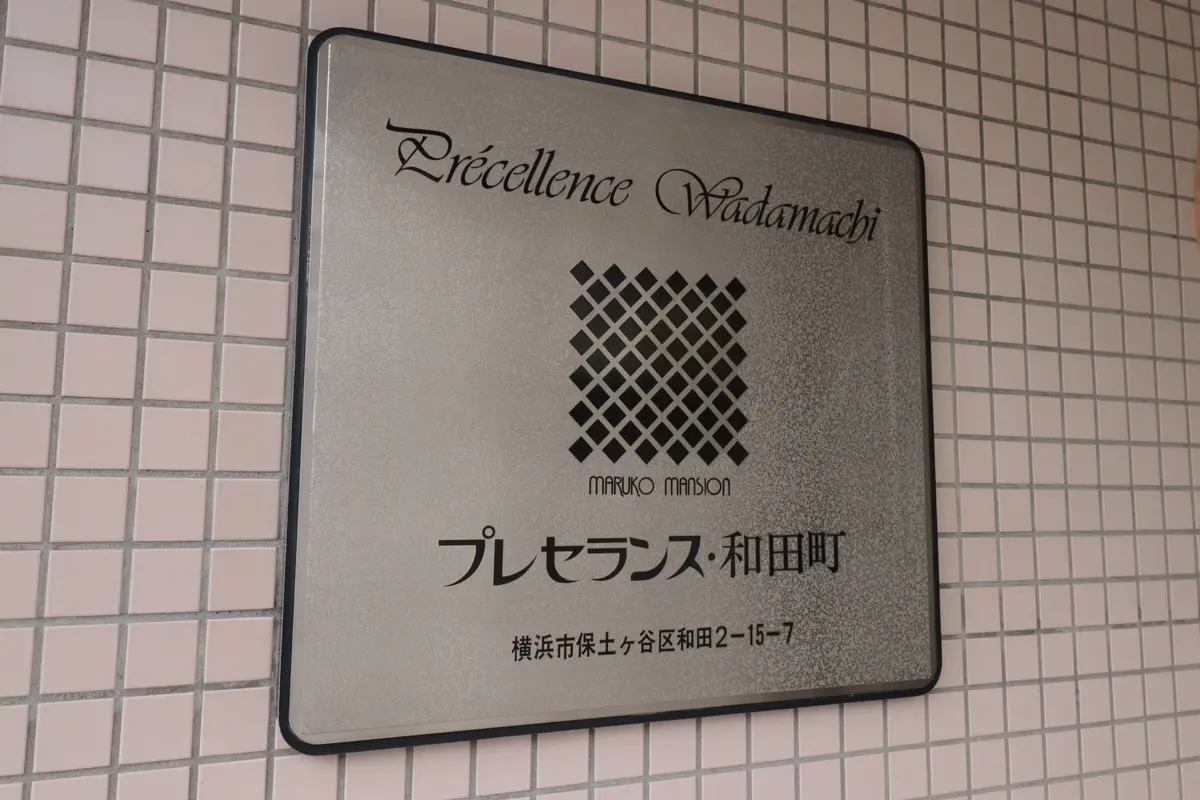 Précellence Wadamachi
MARUKO MANSION
プレセランス・和田町
横浜市保土ヶ谷区和田2-15-7